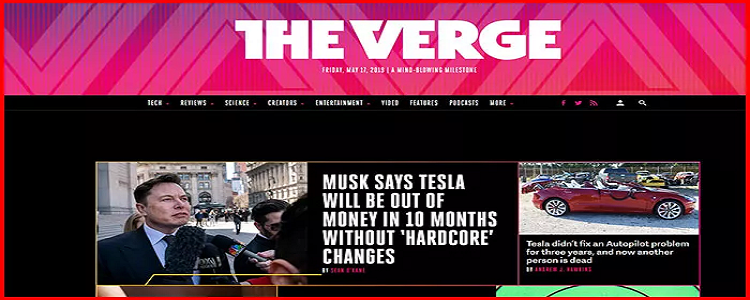 THE VERGE
FRIDAY, MAY 17, 2019 | A MIND-BLOWING MILESTONE
TECH REVIEWS SCIENCE CREATORS ENTERTAINMENT VIDEO FEATURES PODCASTS MORE
MUSK SAYS TESLA
WILL BE OUT OF
MONEY IN 10 MONTHS
WITHOUT 'HARDCORE'
CHANGES
BY SEAN O'KANE
Tesla didn't fix an Autopilot problem
for three years, and now another
person is dead
BY ANDREW J. HAWKINS